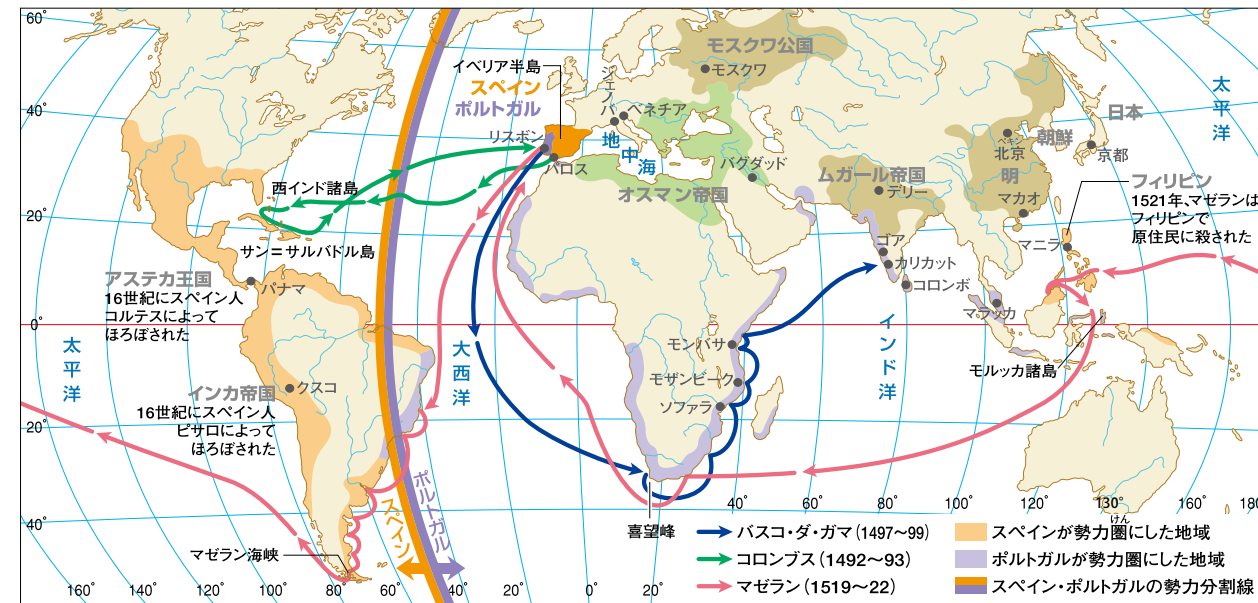 60°
40°
20°
0°
20°
40°
160°
140°
120°
100°
80°
60°
40°
20°
0°
20°
40°
60°
80°
100°
120°
130°
160°
180
イベリア半島
スペイン
ポルトガル
リスボン
パロス
ジェノバ
ベネチア
地中海
モスクワ公国
モスクワ
オスマン帝国
バグダッド
ムガール帝国
デリー
ゴア
カリカット
コロンボ
ペキン
北京
明
マカオ
朝鮮
日本
京都
太平洋
フィリピン
1521年、マゼランは
フィリピンで
原住民に殺された
マニラ
マラッカ
モルッカ諸島
インド洋
モンバサ
モザンビーク
ソファラ
喜望峰
大西洋
西インド諸島
サン=サルバドル島
アステカ王国
16世紀にスペイン人
コルテスによって
ほろぼされた
パナマ
太平洋
インカ帝国
16世紀にスペイン人
ピサロによって
ほろぼされた
クスコ
マゼラン海峡
スペイン
ポルトガル
バスコ・ダ・ガマ(1497〜99)
コロンブス(1492〜93)
マゼラン(1519〜22)
けん
スペインが勢力圏にした地域
ポルトガルが勢力圏にした地域
スペイン・ポルトガルの勢力分割線